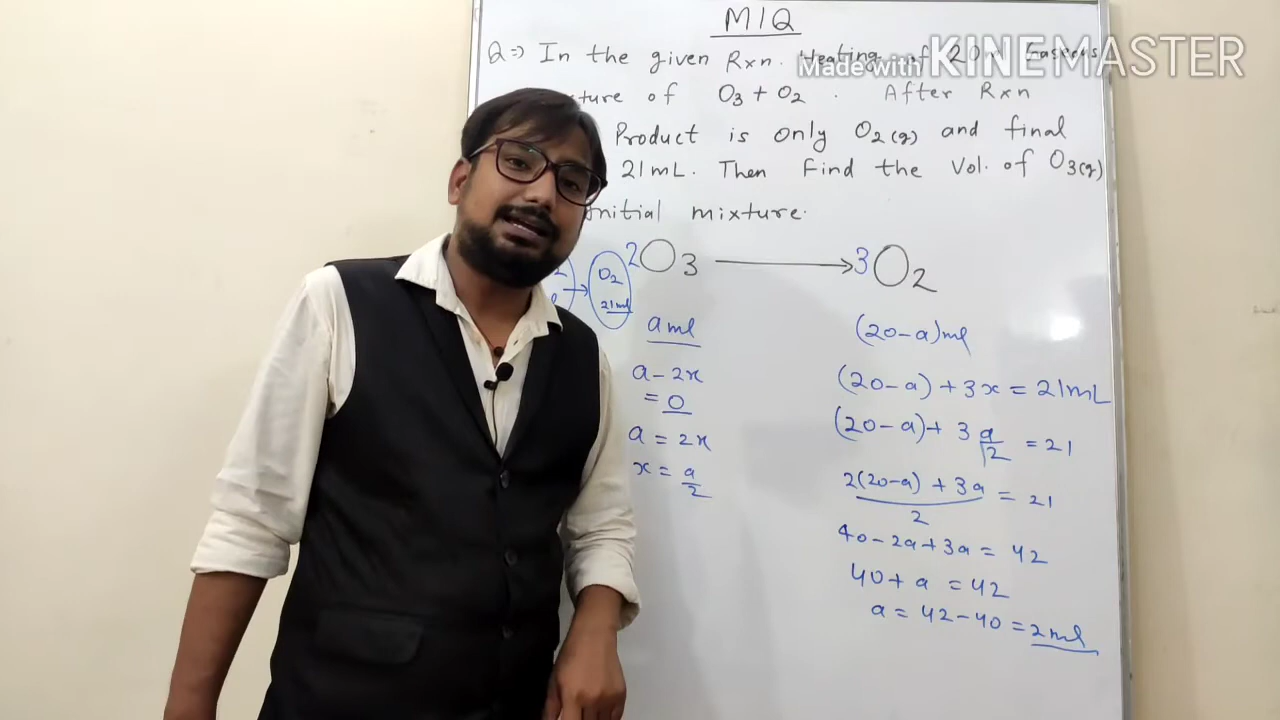 MIQ
Q⇒ In the given Rxn. Heating of 20 Gaseous
Made with KINEMASTER
ture of O3 + O2 . After Rxn
Product is only O2(g) and final
21mL. Then Find the Vol. of O3(g)
Initial mixture.
2O3 ⟶ 3O2
O2
21ml
a ml
(20-a)ml
a-2x
(20-a)+3x = 21mL
= 0
(20-a)+ 3 a/2 = 21
a = 2x
x = a/2
2(20-a) + 3a / 2 = 21
40-2a+3a = 42
40+ a = 42
a = 42-40 = 2ml